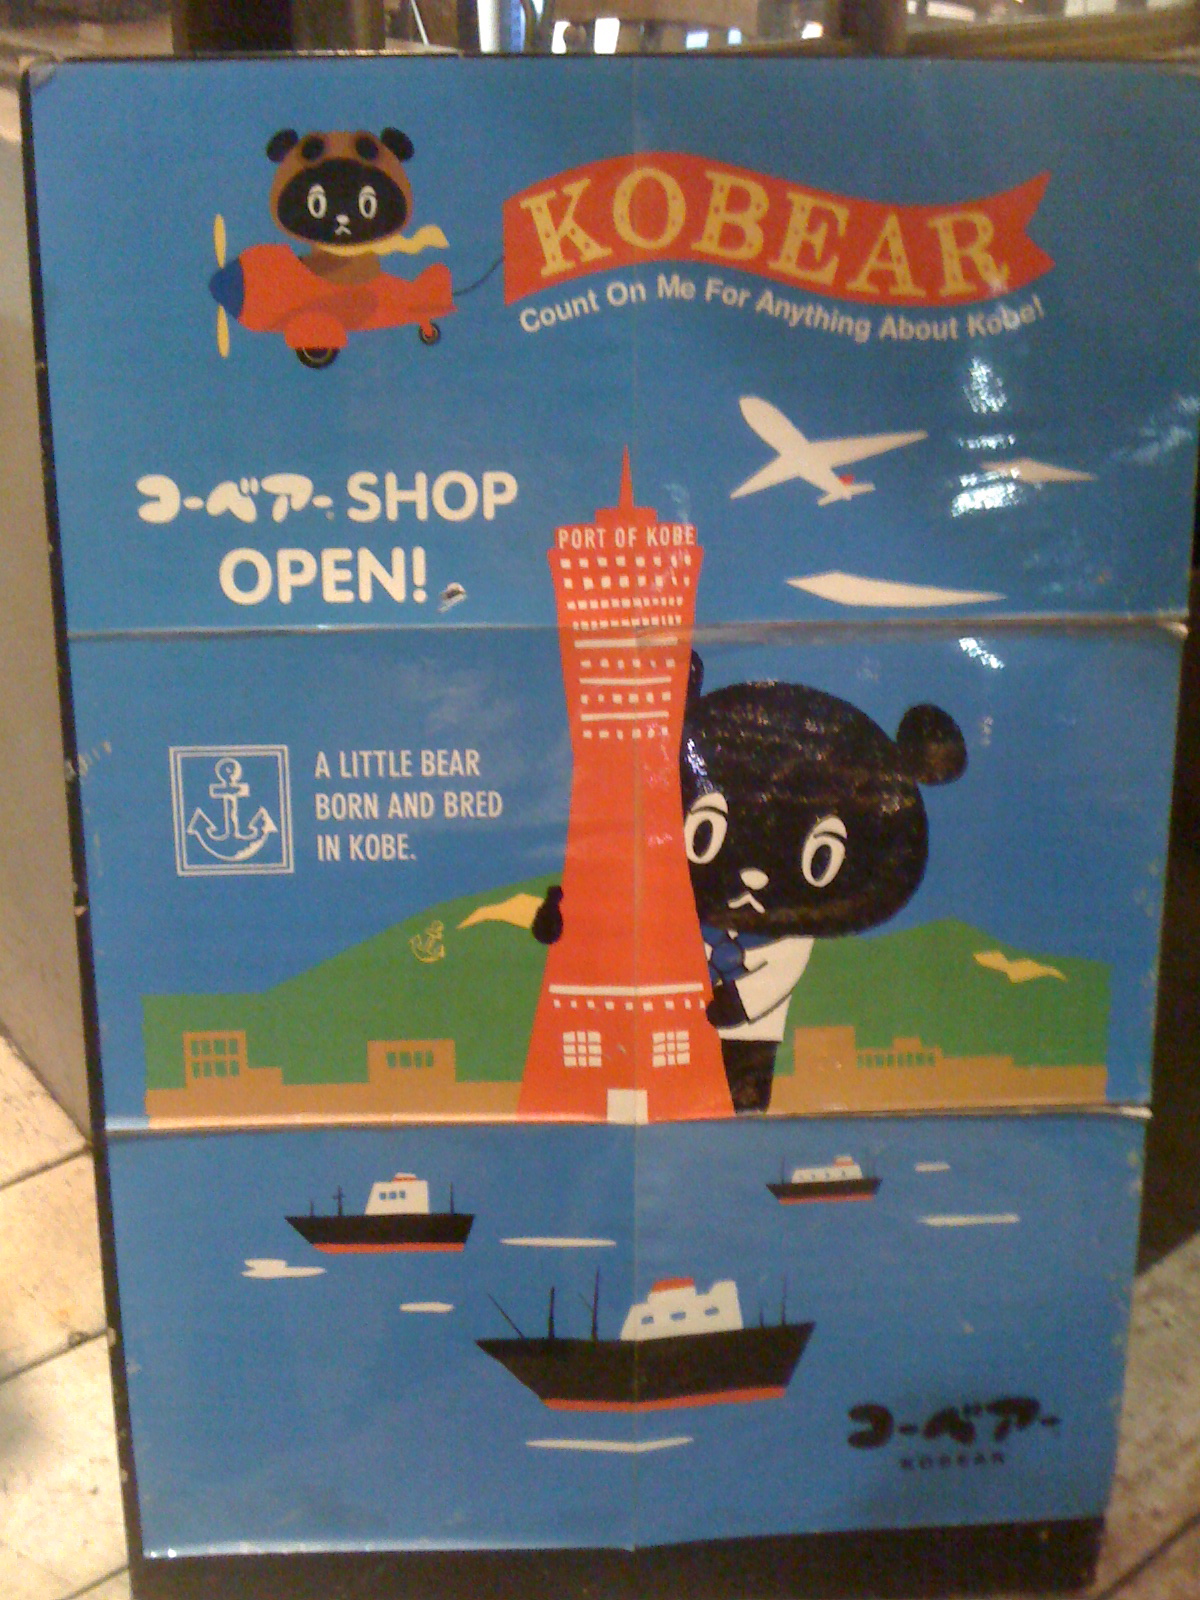 KOBEAR
Count On Me For Anything About Kobe!
コーベアー SHOP
OPEN!
PORT OF KOBE
A LITTLE BEAR
BORN AND BRED
IN KOBE.
コーベアー
KOBEAR